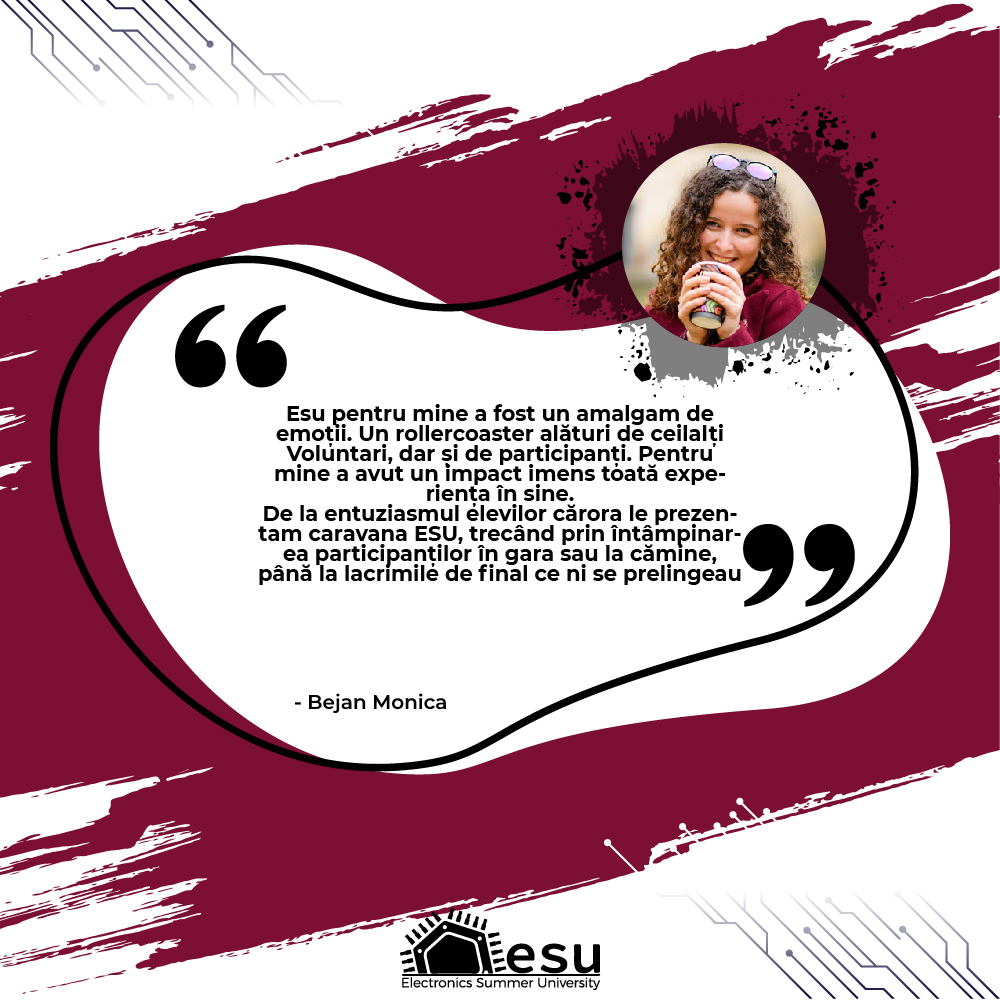 Esu pentru mine a fost un amalgam de
emoții. Un rollercoaster alături de ceilalți
Voluntari, dar și de participanți. Pentru
mine a avut un impact imens toată expe-
riența în sine.
De la entuziasmul elevilor cărora le prezen-
tam caravana ESU, trecând prin întâmpinar-
ea participanților în gara sau la cămine,
până la lacrimile de final ce ni se prelingeau
- Bejan Monica
esu
Electronics Summer University